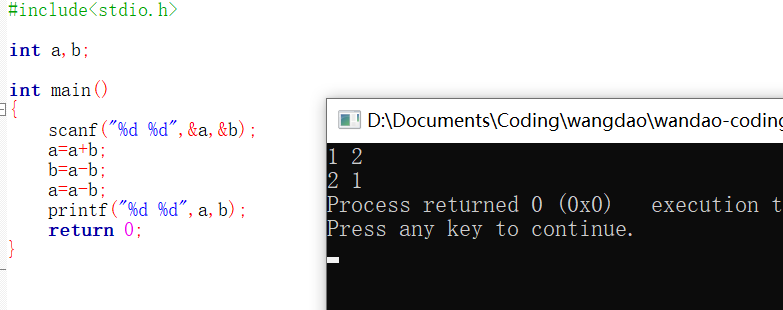 #include<stdio.h>
int a,b;
int main()
{
scanf("%d %d",&a,&b);
a=a+b;
b=a-b;
a=a-b;
printf("%d %d",a,b);
return 0;
}
D:\Documents\Coding\wangdao\wandao-coding
1 2
2 1
Process returned 0 (0x0)   execution t
Press any key to continue.